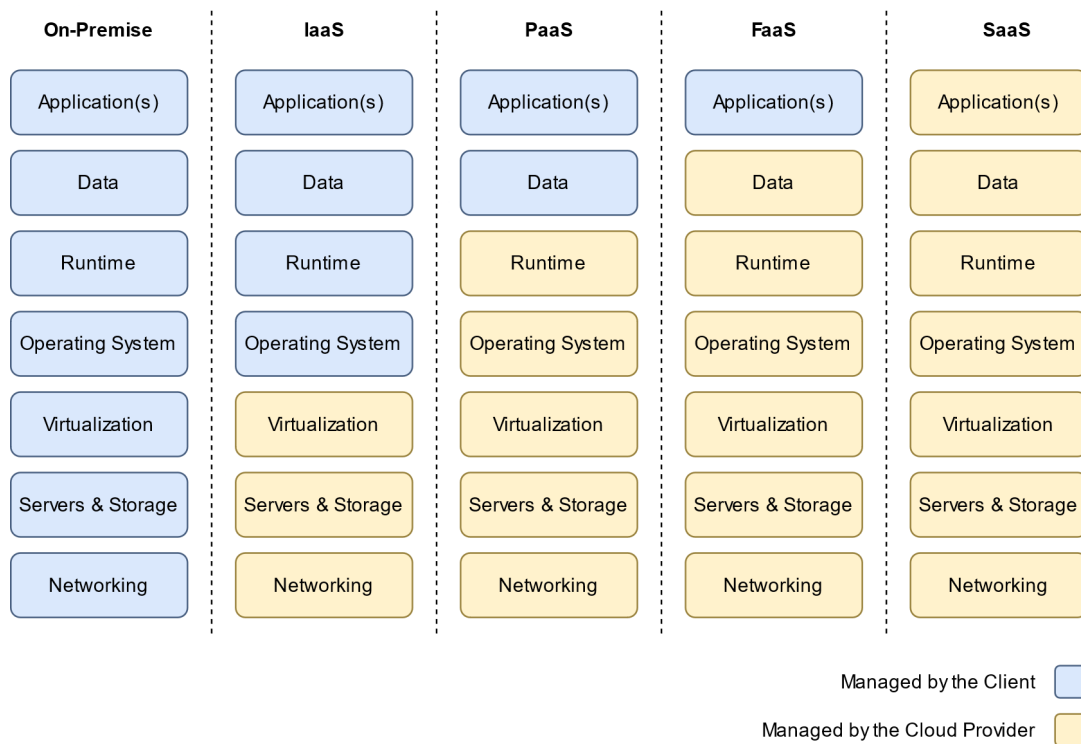 On-Premise IaaS PaaS FaaS SaaS
Application(s) Application(s) Application(s) Application(s) Application(s)
Data Data Data Data Data
Runtime Runtime Runtime Runtime Runtime
Operating System Operating System Operating System Operating System Operating System
Virtualization Virtualization Virtualization Virtualization Virtualization
Servers & Storage Servers & Storage Servers & Storage Servers & Storage Servers & Storage
Networking Networking Networking Networking Networking
Managed by the Client
Managed by the Cloud Provider